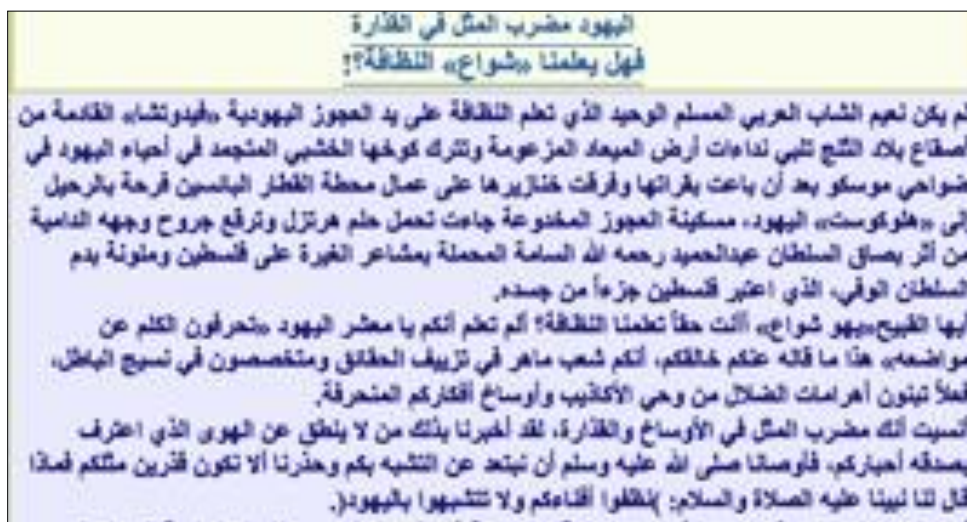 اليهود مضرب المثل في القذارة
فهل يعلمنا «شواع» النظافة؟!
لم يكن نعيم الشاب العربي المسلم الوحيد الذي تعلم النظافة على يد العجوز اليهودية «فيدوتشا» القادمة من
أصقاع بلاد الثلج تلبي نداءات أرض الميعاد المزعومة وتترك كوخها الخشبي المتجمد في أحياء اليهود في
ضواحي موسكو بعد أن باعت بقراتها وفرقت خنازيرها على عمال محطة القطار البائسين فرحة بالرحيل
إلى «هلوكوست» اليهود، مسكينة العجوز المخدوعة جاءت تحمل حلم هرتزل وترقع جروح وجهه الدامية
من أثر بصاق السلطان عبدالحميد رحمه الله السامة المحملة بمشاعر الغيرة على فلسطين وملونة بدم
السلطان الوفي، الذي اعتبر فلسطين جزءاً من جسده.
أيها القبيح«يهو شواع» أأنت حقاً تعلمنا النظافة؟ ألم تعلم أنكم يا معشر اليهود «تحرفون الكلم عن
مواضعه» هذا ما قاله عنكم خالقكم، أنكم شعب ماهر في تزييف الحقائق ومتخصصون في نسيج الباطل،
فعلاً تبنون أهرامات الضلال من وحي الأكاذيب وأوساخ أفكاركم المنحرفة.
أنسيت أنك مضرب المثل في الأوساخ والقذارة، لقد أخبرنا بذلك من لا ينطق عن الهوى الذي اعترف
بصدقه أحباركم، فأوصانا صلى الله عليه وسلم أن نبتعد عن التشبه بكم وحذرنا ألا نكون قذرين مثلكم فماذا
قال لنا نبينا عليه الصلاة والسلام: )نظفوا أفناءكم ولا تتشبهوا باليهود(.